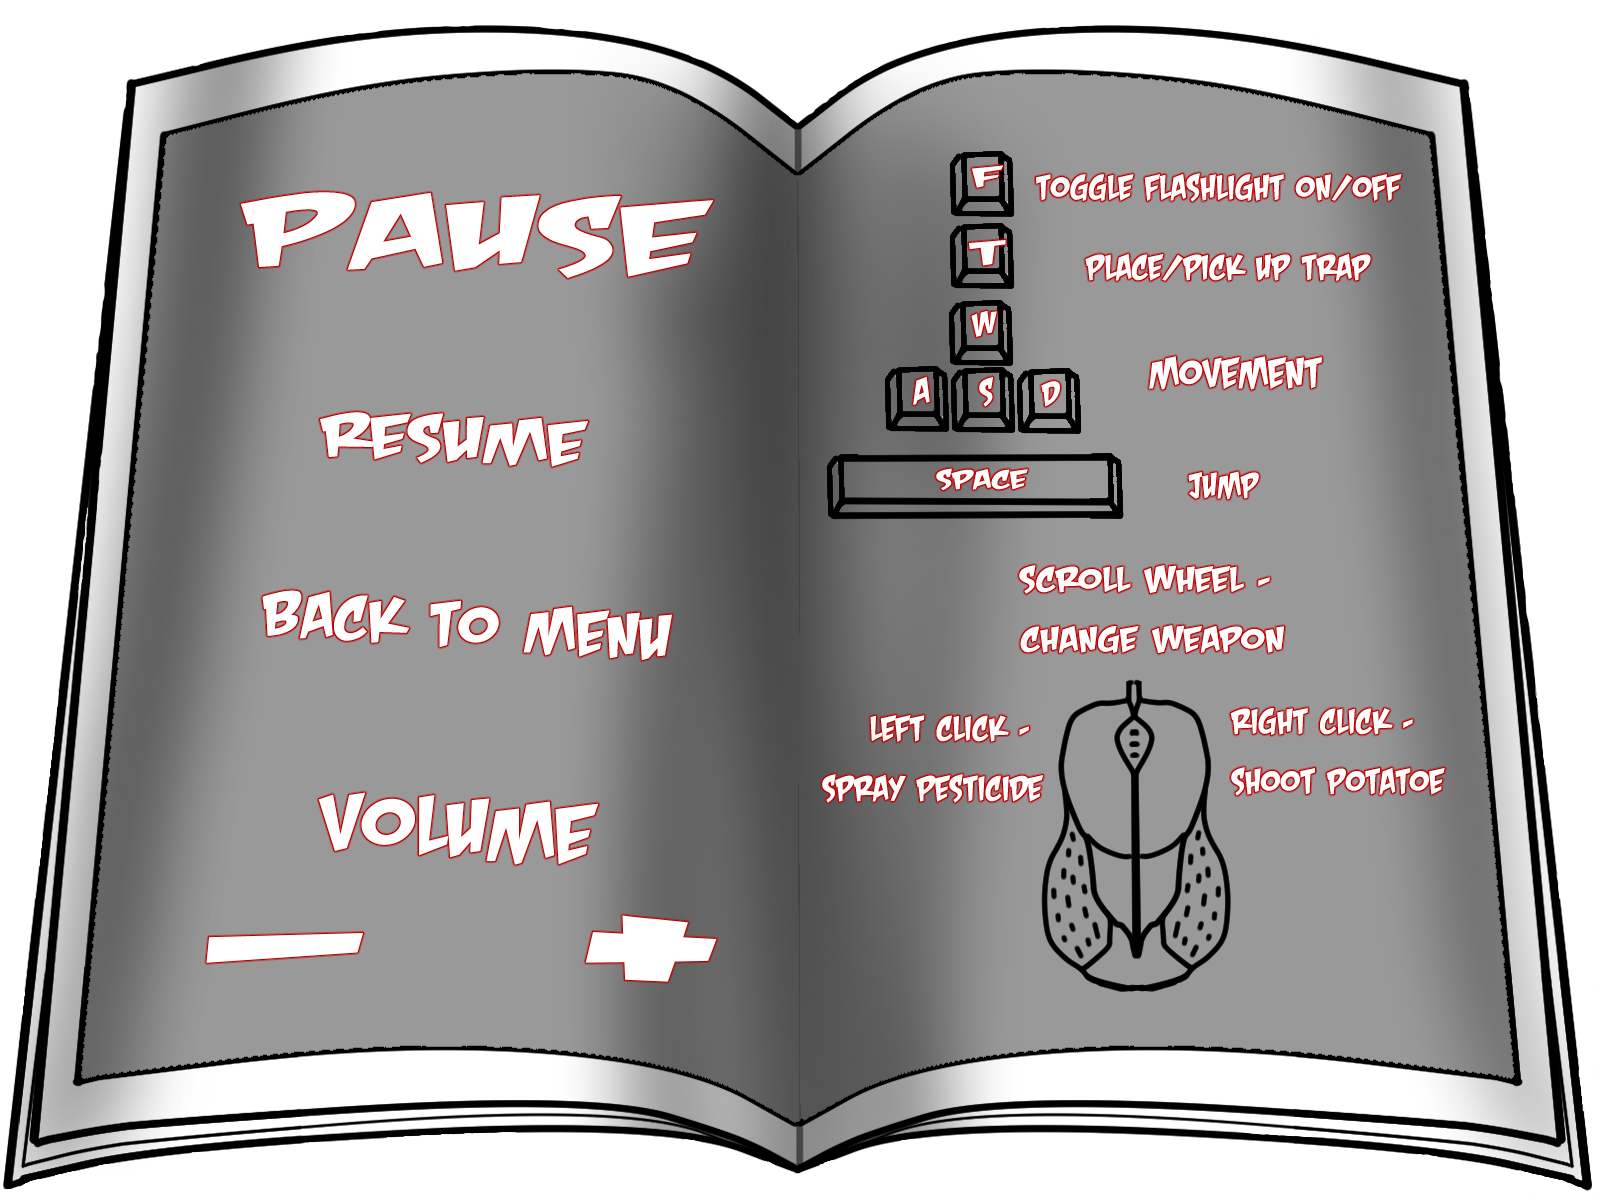 PAUSE
RESUME
BACK TO MENU
VOLUME
F TOGGLE FLASHLIGHT ON/OFF
T PLACE/PICK UP TRAP
W
A S D MOVEMENT
SPACE JUMP
SCROLL WHEEL -
CHANGE WEAPON
LEFT CLICK -
SPRAY PESTICIDE
RIGHT CLICK -
SHOOT POTATOE